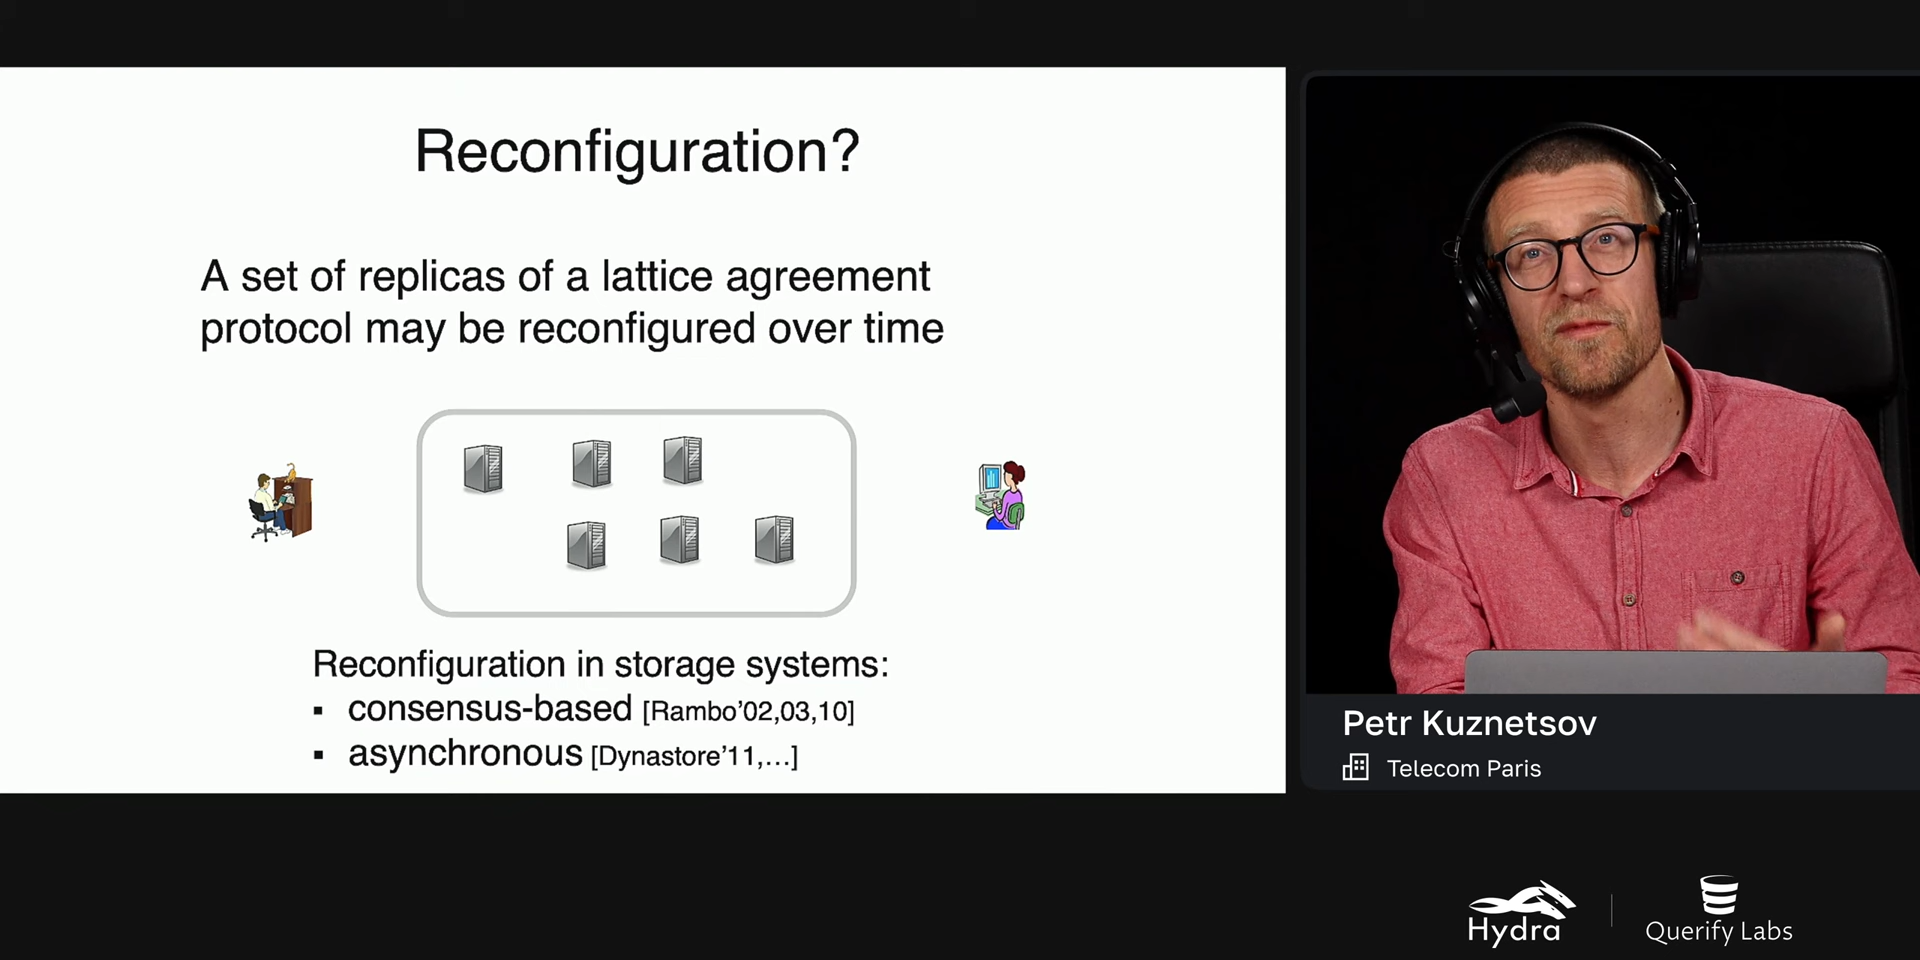 Reconfiguration?
A set of replicas of a lattice agreement
protocol may be reconfigured over time
Reconfiguration in storage systems:
▪ consensus-based [Rambo’02,03,10]
▪ asynchronous [Dynastore’11,…]
Petr Kuznetsov
Telecom Paris
Hydra
Querify Labs